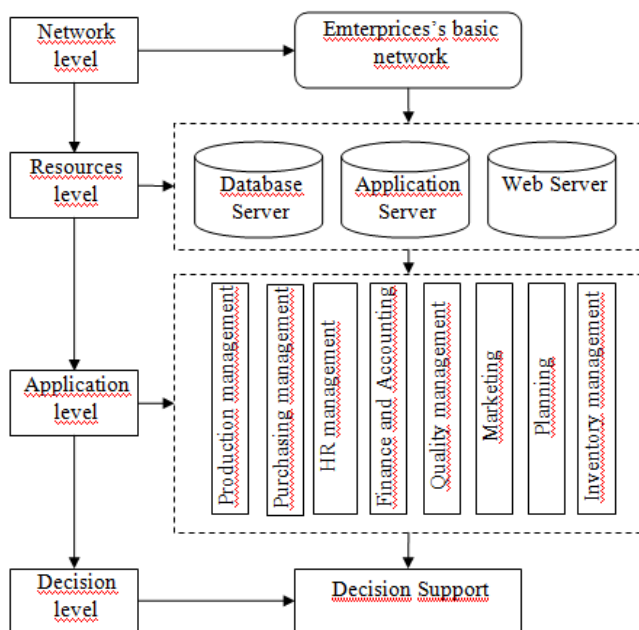 Network
level
Emterprices's basic
network
Resources
level
Database
Server
Application
Server
Web Server
Application
level
Production management
Purchasing management
HR management
Finance and Accounting
Quality management
Marketing
Planning
Inventory management
Decision
level
Decision Support